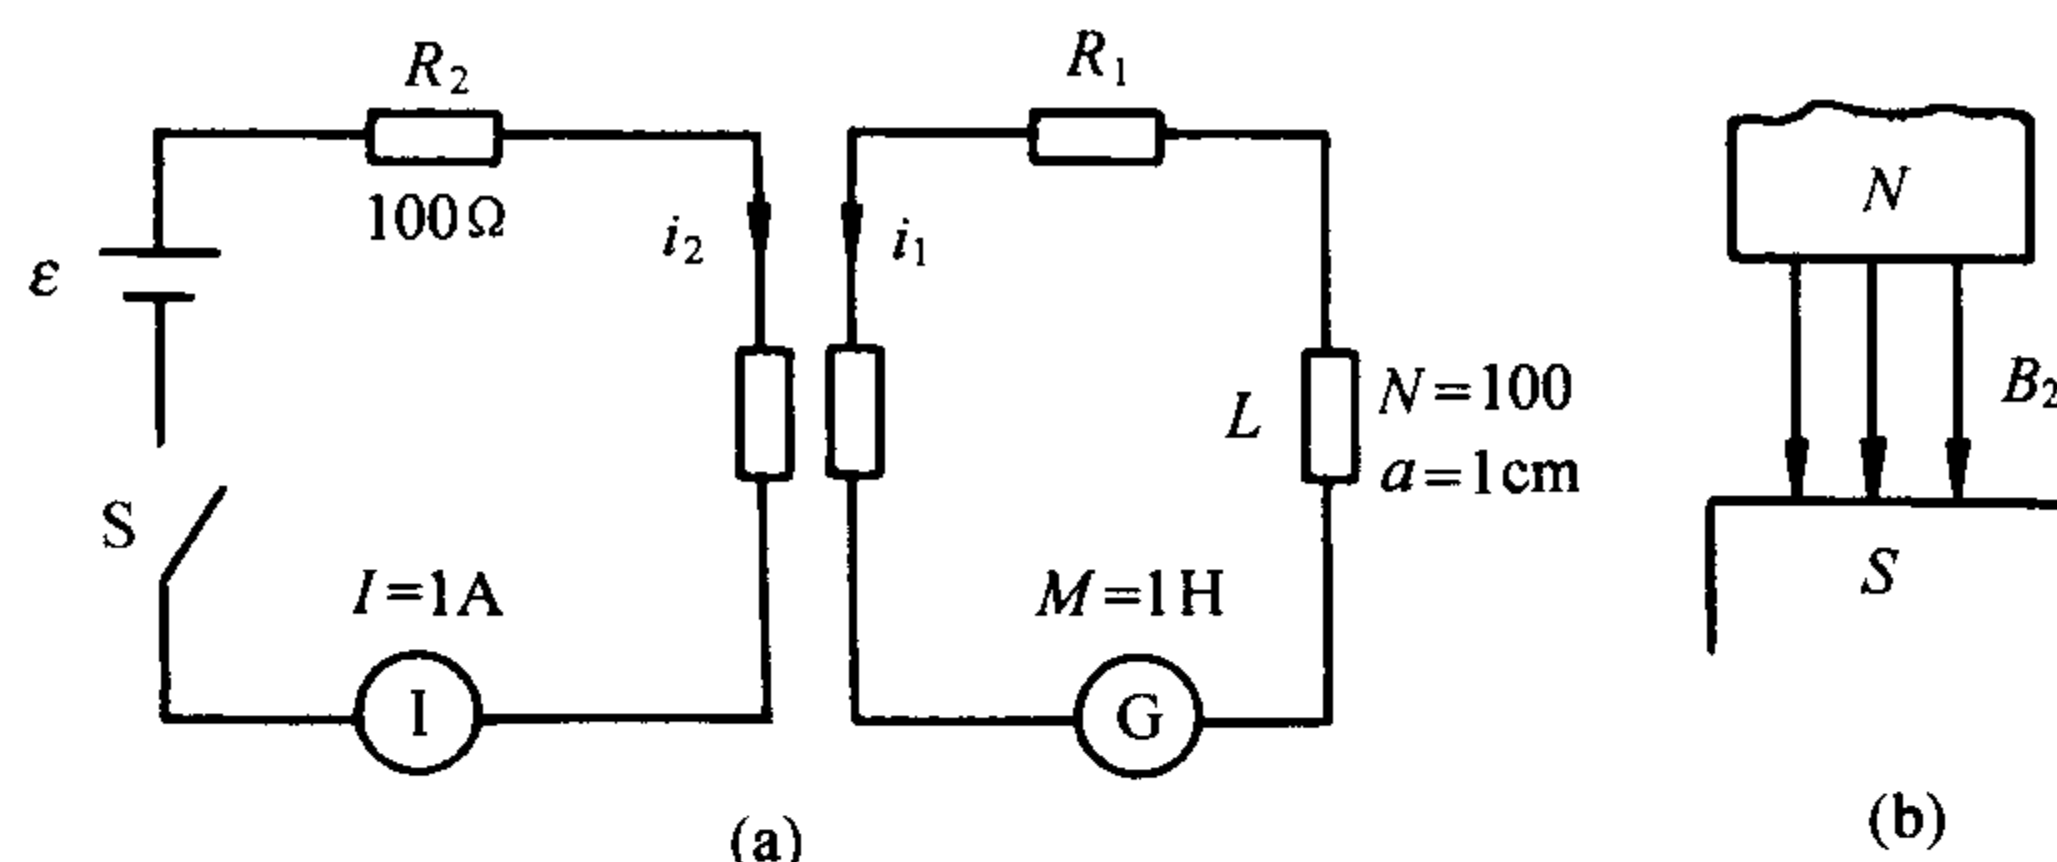 R₂
100Ω
ε
i₂
S
I=1A
I
(a)
R₁
i₁
L
N=100
a=1cm
M=1H
G
N
B₂
S
(b)